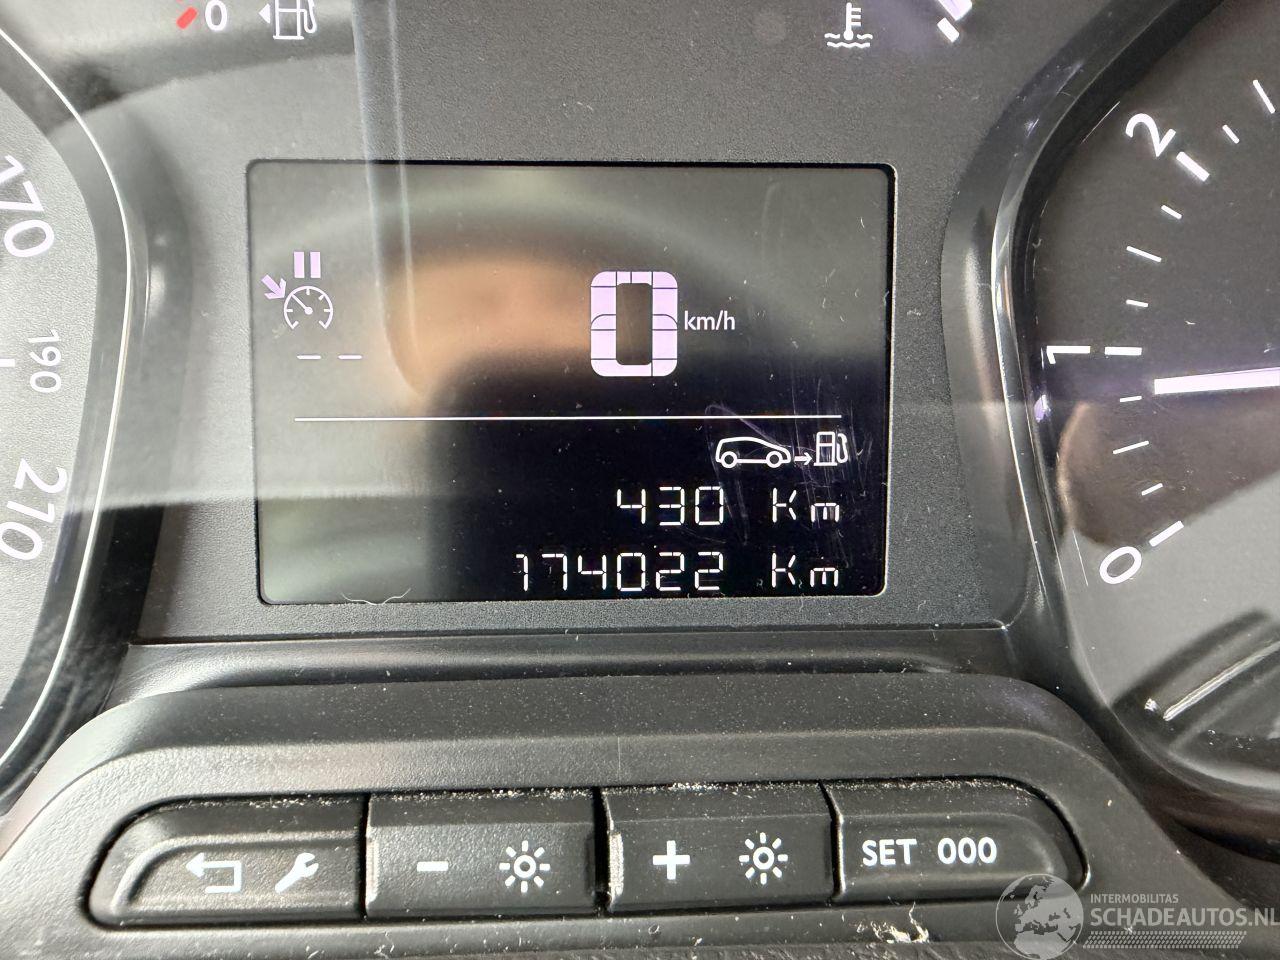 0
170
190
270
0 km/h
-- --
430 Km
174022 Km
2
1
0
-
+
SET 000
INTERMOBILITAS
SCHADEAUTOS.NL